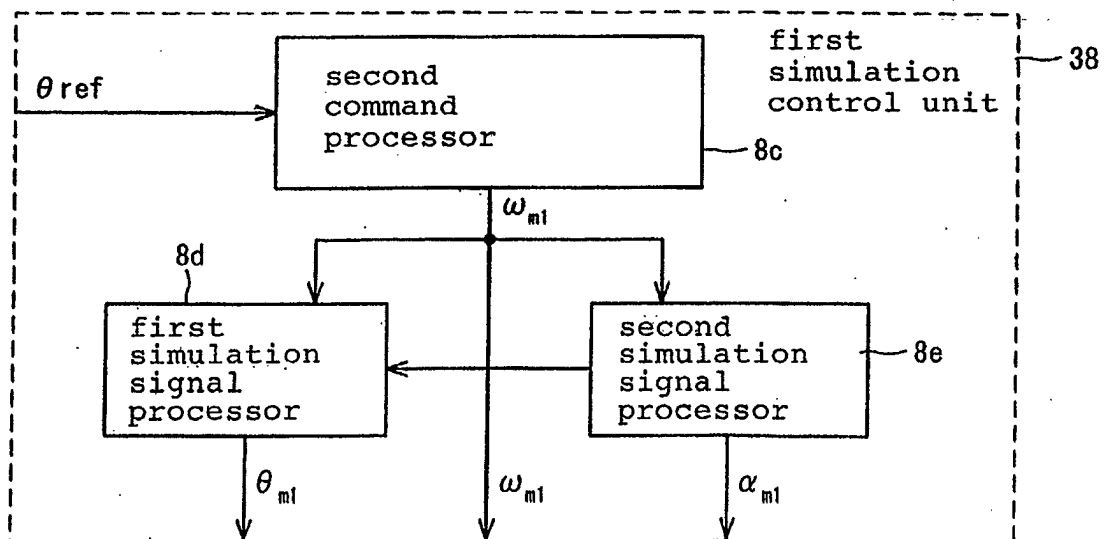 first
simulation
control unit
38
θref
second
command
processor
8c
ωm1
8d
first
simulation
signal
processor
second
simulation
signal
processor
8e
θm1
ωm1
αm1